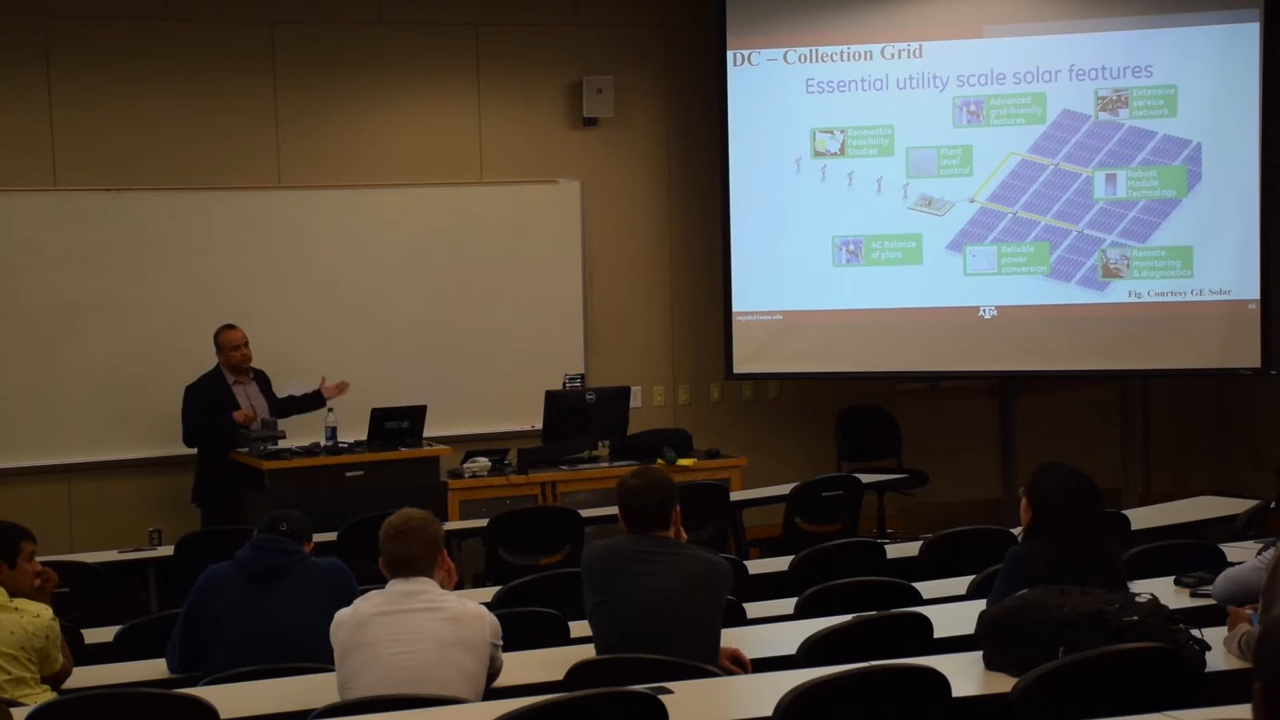 DC – Collection Grid
Essential utility scale solar features
Advanced
grid-friendly
features
Extensive
service
network
Renewable
Feasibility
Studies
Plant
level
control
Robust
Module
Technology
AC Balance
of plant
Reliable
power
conversion
Remote
monitoring
& diagnostics
Fig. Courtesy GE Solar
ATM
DELL